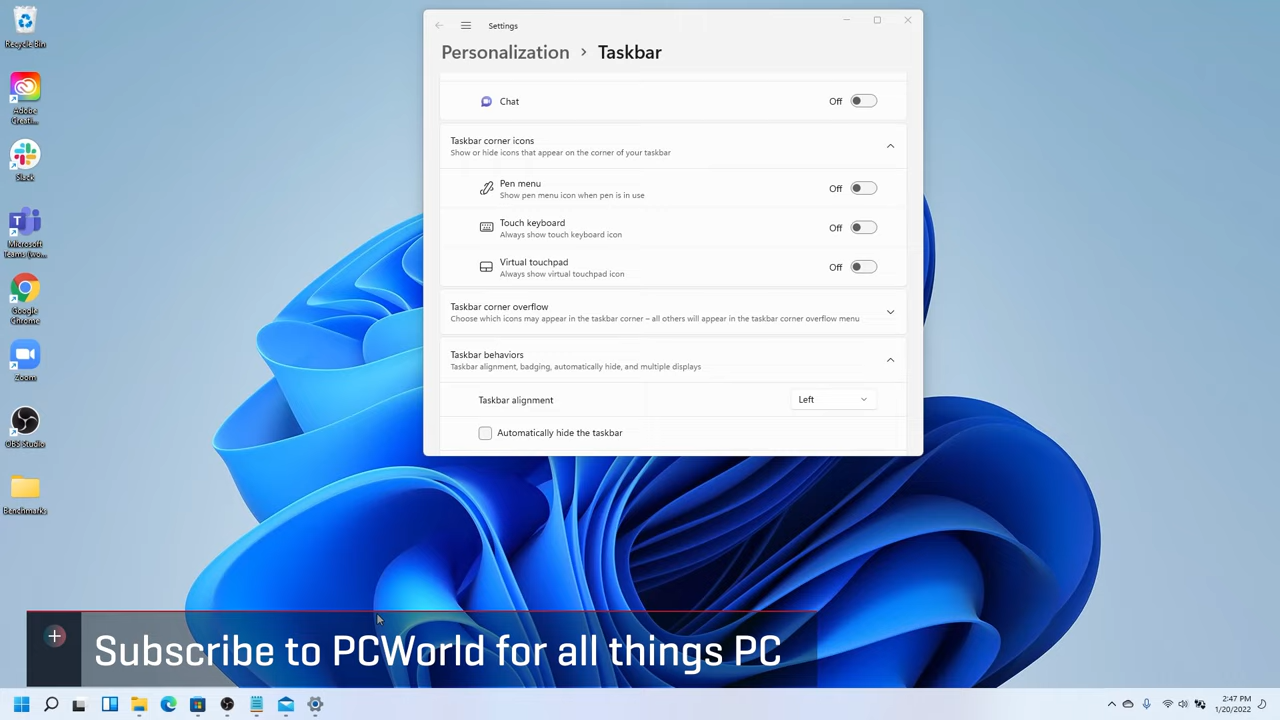 Recycle Bin
Adobe
Creati...
Slack
Microsoft
Teams (wo...
Google
Chrome
Zoom
OBS Studio
Benchmarks
Settings
Personalization > Taskbar
Chat
Off
Taskbar corner icons
Show or hide icons that appear on the corner of your taskbar
Pen menu
Show pen menu icon when pen is in use
Off
Touch keyboard
Always show touch keyboard icon
Off
Virtual touchpad
Always show virtual touchpad icon
Off
Taskbar corner overflow
Choose which icons may appear in the taskbar corner – all others will appear in the taskbar corner overflow menu
Taskbar behaviors
Taskbar alignment, badging, automatically hide, and multiple displays
Taskbar alignment
Left
Automatically hide the taskbar
Subscribe to PCWorld for all things PC
2:47 PM
1/20/2022